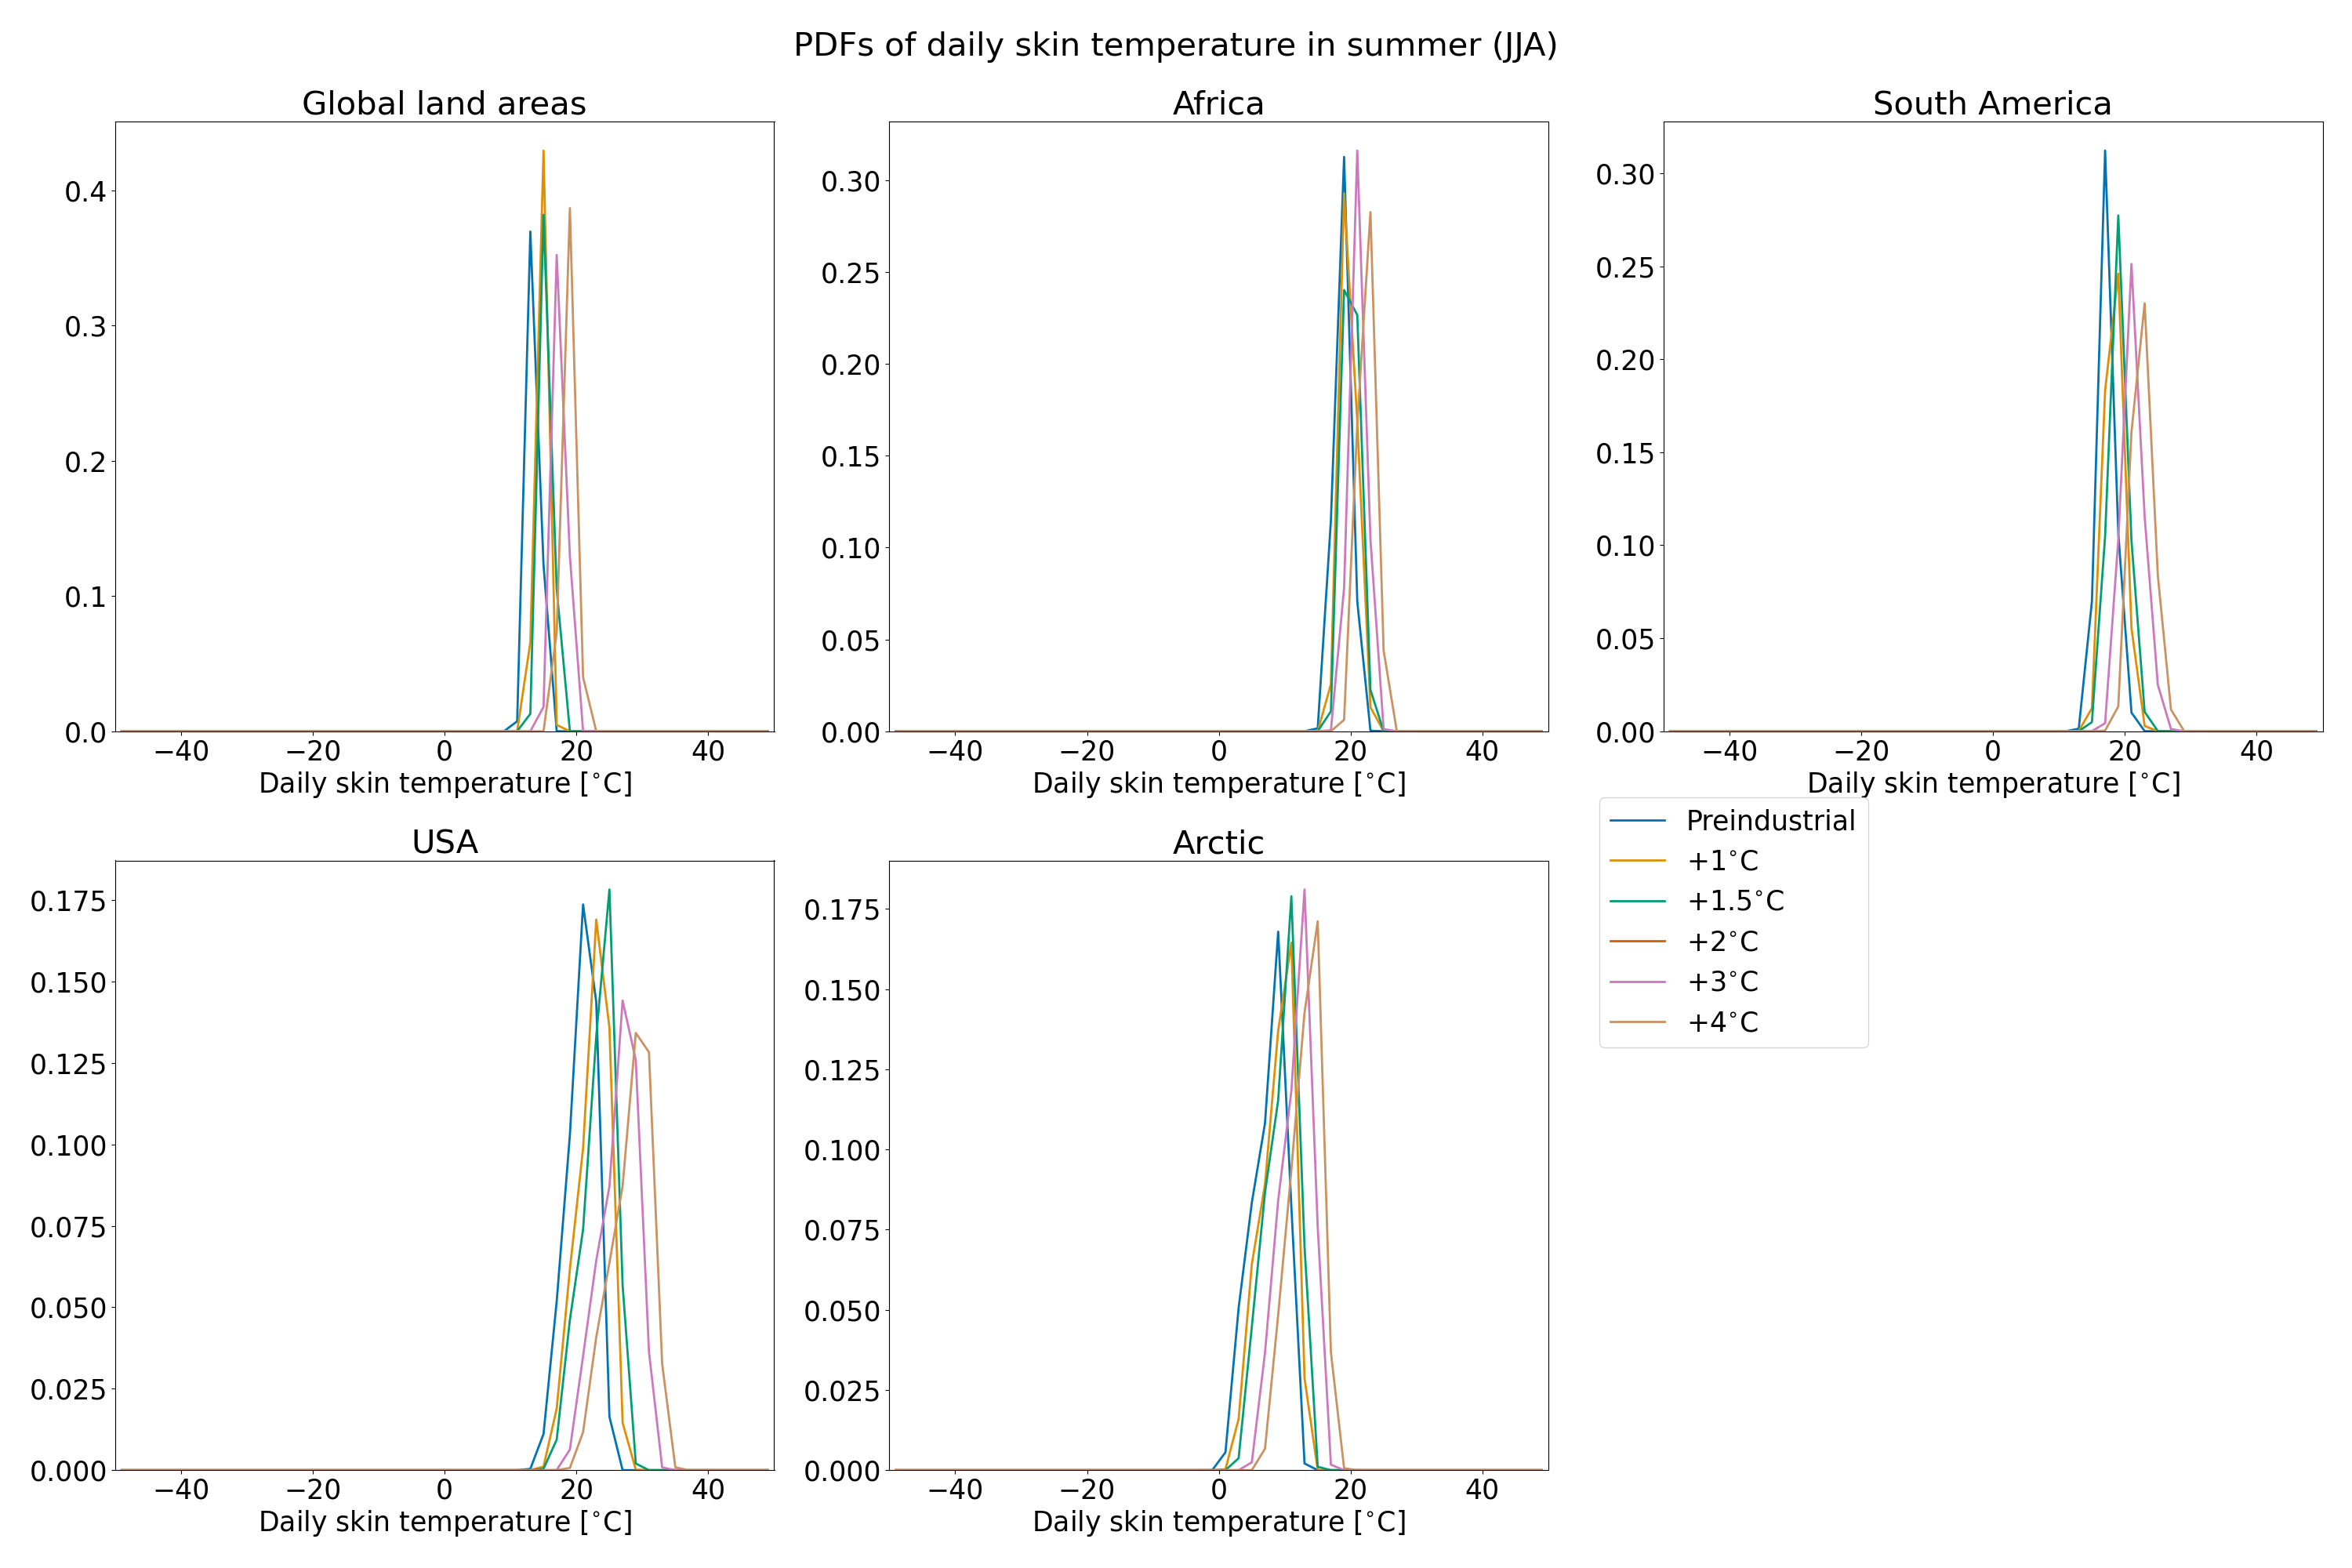 PDFs of daily skin temperature in summer (JJA)
Global land areas
0.4
0.3
0.2
0.1
0.0
−40 −20 0 20 40
Daily skin temperature [°C]
Africa
0.30
0.25
0.20
0.15
0.10
0.05
0.00
−40 −20 0 20 40
Daily skin temperature [°C]
South America
0.30
0.25
0.20
0.15
0.10
0.05
0.00
−40 −20 0 20 40
Daily skin temperature [°C]
USA
0.175
0.150
0.125
0.100
0.075
0.050
0.025
0.000
−40 −20 0 20 40
Daily skin temperature [°C]
Arctic
0.175
0.150
0.125
0.100
0.075
0.050
0.025
0.000
−40 −20 0 20 40
Daily skin temperature [°C]
Preindustrial
+1°C
+1.5°C
+2°C
+3°C
+4°C